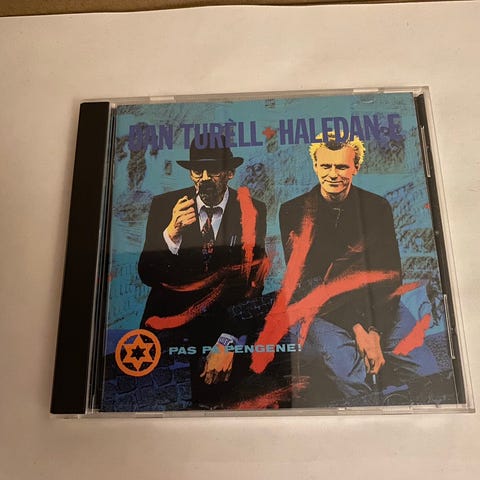 DAN TURÈLL + HALFDAN E
PAS PÅ PENGENE!